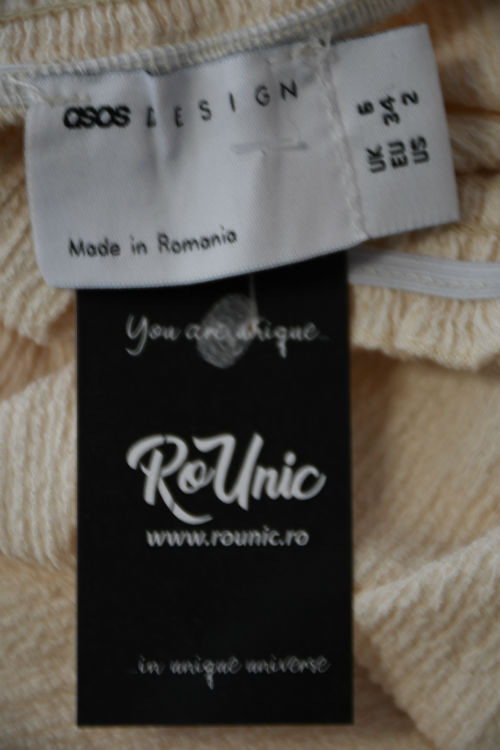 asos DESIGN
Made in Romania
UK 6
EU 34
US 2
You are unique...
RoUnic
www.rounic.ro
...in unique universe